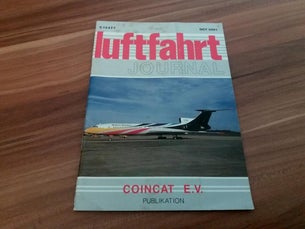 luftfahrt
JOURNAL
COINCAT E.V.
PUBLIKATION